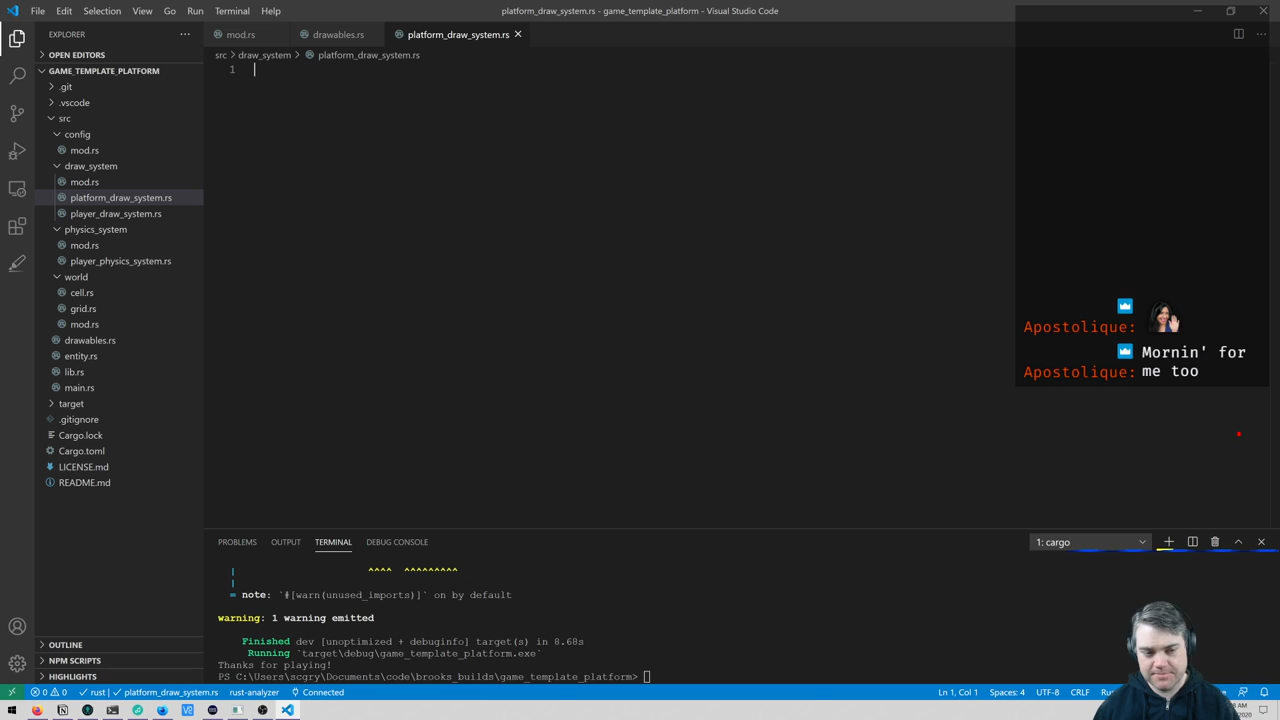 File Edit Selection View Go Run Terminal Help
platform_draw_system.rs - game_template_platform - Visual Studio Code
EXPLORER
mod.rs drawables.rs platform_draw_system.rs
OPEN EDITORS
src > draw_system > platform_draw_system.rs
GAME_TEMPLATE_PLATFORM
1
.git
.vscode
src
config
mod.rs
draw_system
mod.rs
platform_draw_system.rs
player_draw_system.rs
physics_system
mod.rs
player_physics_system.rs
world
cell.rs
grid.rs
mod.rs
drawables.rs
entity.rs
lib.rs
main.rs
target
.gitignore
Cargo.lock
Cargo.toml
LICENSE.md
README.md
OUTLINE
NPM SCRIPTS
HIGHLIGHTS
Apostolique:
Apostolique: Mornin' for
me too
PROBLEMS OUTPUT TERMINAL DEBUG CONSOLE
1: cargo
| ^^^^ ^^^^^^^^^
|
= note: `#[warn(unused_imports)]` on by default
warning: 1 warning emitted
Finished dev [unoptimized + debuginfo] target(s) in 8.68s
Running `target\debug\game_template_platform.exe`
Thanks for playing!
PS C:\Users\scgry\Documents\code\brooks_builds\game_template_platform>
0 0 rust | platform_draw_system.rs rust-analyzer Connected
Ln 1, Col 1 Spaces: 4 UTF-8 CRLF